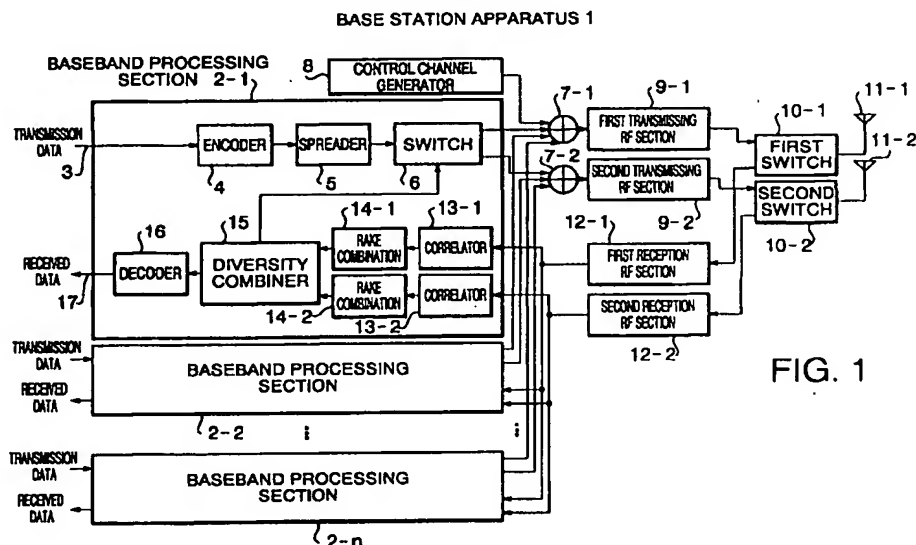 BASE STATION APPARATUS 1
BASEBAND PROCESSING
SECTION 2-1
8
CONTROL CHANNEL
GENERATOR
TRANSMISSION
DATA
3
ENCODER
4
SPREADER
5
SWITCH
6
7-1
7-2
9-1
FIRST TRANSMITTING
RF SECTION
SECOND TRANSMITTING
RF SECTION
9-2
10-1
FIRST
SWITCH
SECOND
SWITCH
10-2
11-1
11-2
16
DECODER
RECEIVED
DATA
17
15
DIVERSITY
COMBINER
14-1
RAKE
COMBINATION
RAKE
COMBINATION
14-2
13-1
CORRELATOR
CORRELATOR
13-2
12-1
FIRST RECEPTION
RF SECTION
SECOND RECEPTION
RF SECTION
12-2
TRANSMISSION
DATA
RECEIVED
DATA
BASEBAND PROCESSING
SECTION
2-2
TRANSMISSION
DATA
RECEIVED
DATA
BASEBAND PROCESSING
SECTION
2-n
FIG. 1